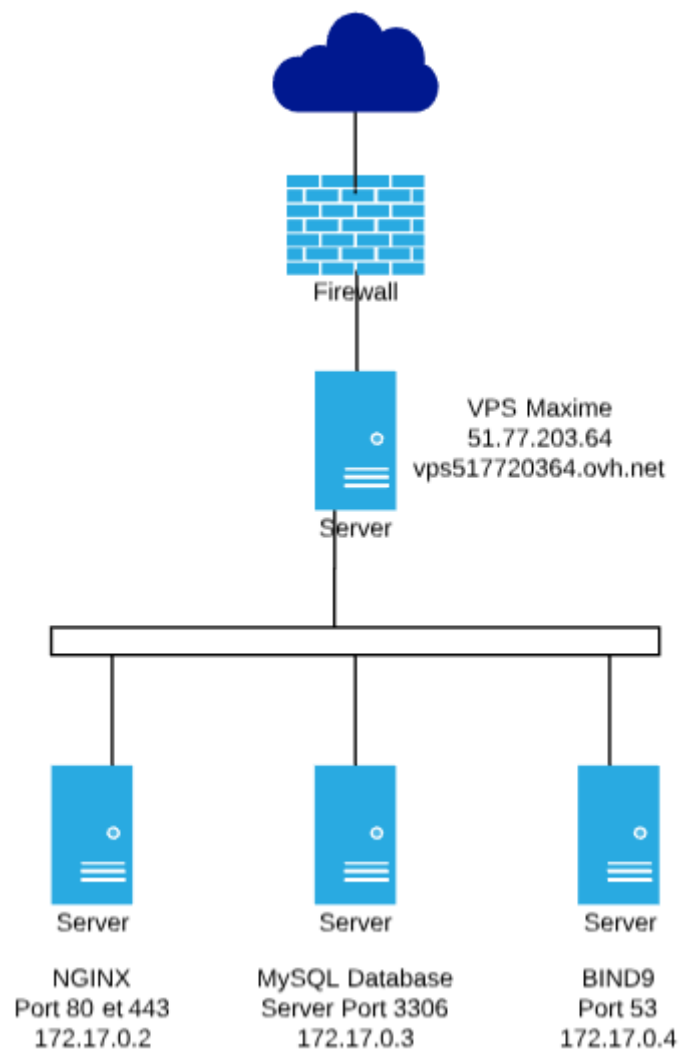 Firewall
VPS Maxime
51.77.203.64
vps517720364.ovh.net
Server
Server
Server
Server
NGINX
Port 80 et 443
172.17.0.2
MySQL Database
Server Port 3306
172.17.0.3
BIND9
Port 53
172.17.0.4